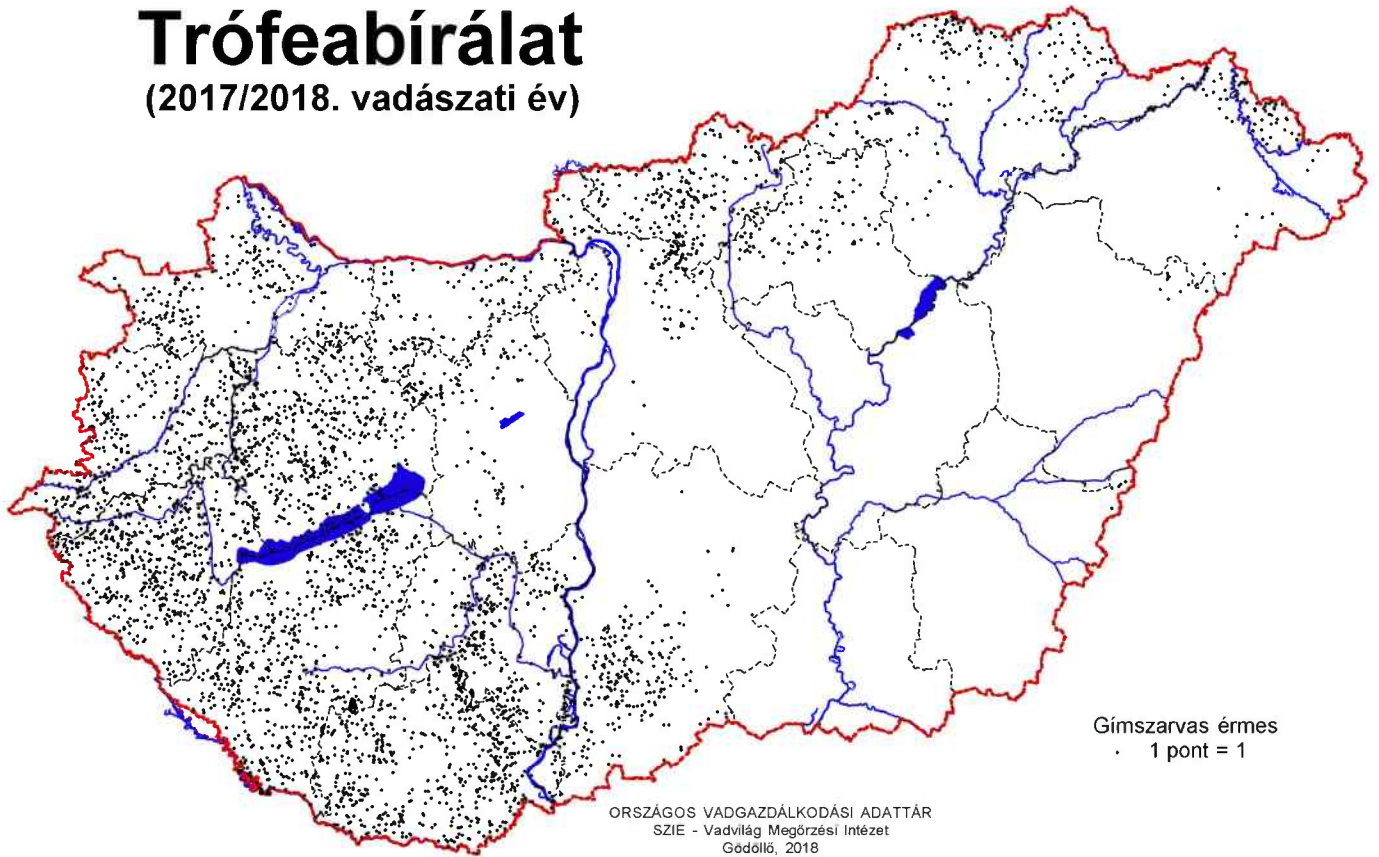 Trófeabírálat
(2017/2018. vadászati év)
Gímszarvas érmes
· 1 pont = 1
ORSZÁGOS VADGAZDÁLKODÁSI ADATTÁR
SZIE - Vadvilág Megőrzési Intézet
Gödöllő, 2018